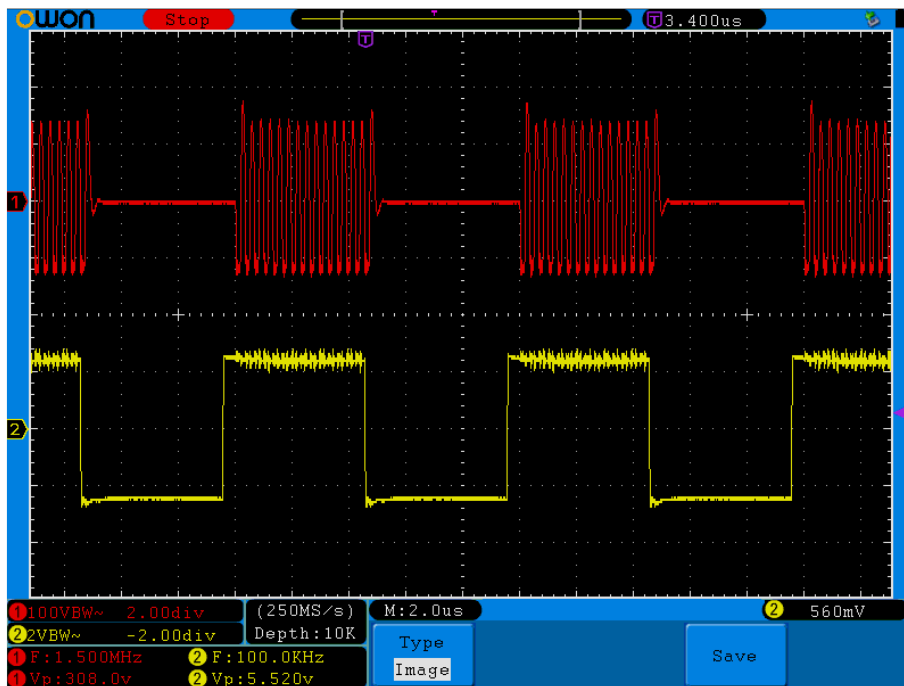 OWON Stop T 3.400us
T
1
2
1 100VBW~ 2.00div (250MS/s) M:2.0us 2 560mV
2 2VBW~ -2.00div Depth:10K
1 F:1.500MHz 2 F:100.0KHz Type Save
1 Vp:308.0v 2 Vp:5.520v Image